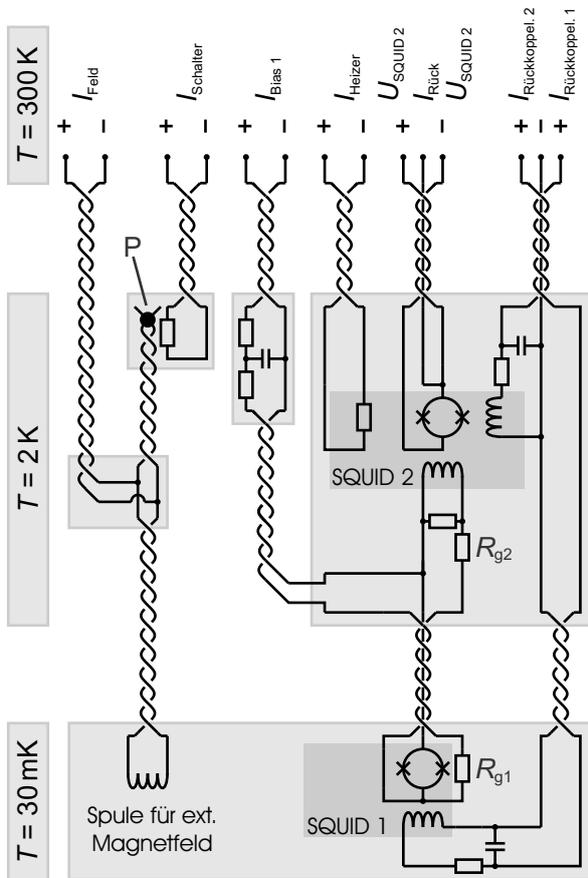 T = 300 K
+ I_Feld
−
+ I_Schalter
−
+ I_Bias 1
−
+ I_Heizer
−
+ U_SQUID 2
I_Rück
− U_SQUID 2
+ I_Rückkoppel. 2
−
+ I_Rückkoppel. 1
P
T = 2 K
SQUID 2
R_g2
T = 30 mK
Spule für ext.
Magnetfeld
SQUID 1
R_g1